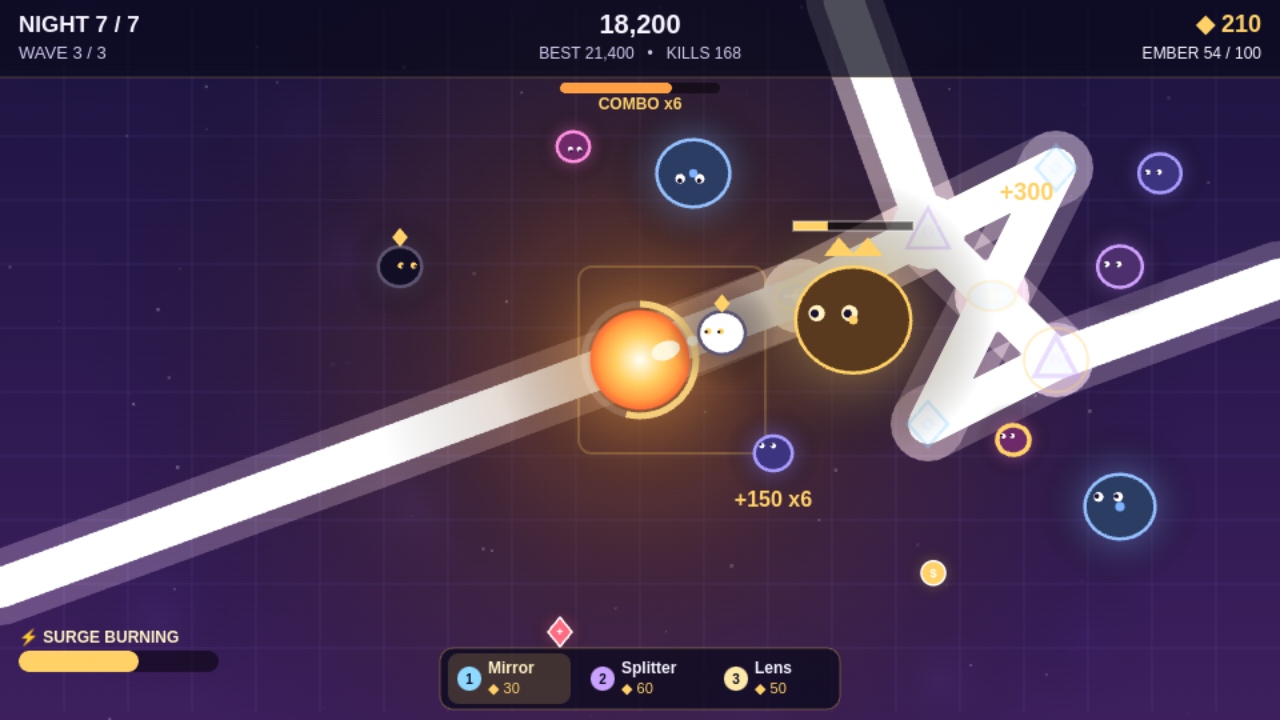 NIGHT 7 / 7
WAVE 3 / 3
18,200
BEST 21,400 • KILLS 168
◆ 210
EMBER 54 / 100
COMBO x6
+300
+150 x6
S
⚡ SURGE BURNING
1 Mirror ◆ 30
2 Splitter ◆ 60
3 Lens ◆ 50